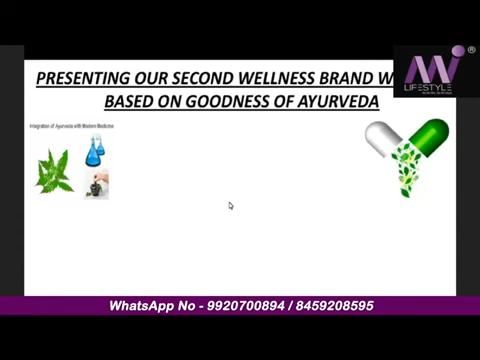 PRESENTING OUR SECOND WELLNESS BRAND W
BASED ON GOODNESS OF AYURVEDA
Integration of Ayurveda with Modern Medicine
Mi
LIFESTYLE
®
WhatsApp No - 9920700894 / 8459208595